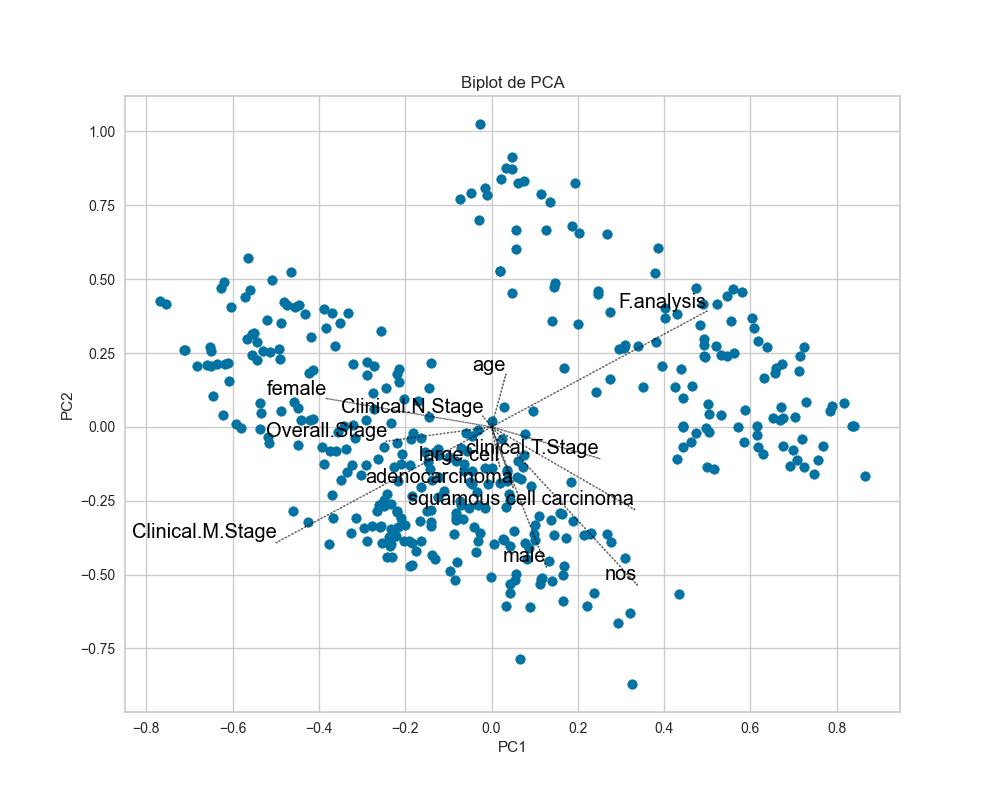 Biplot de PCA
1.00
0.75
0.50
F.analysis
0.25
age
female
Clinical.N.Stage
0.00
Overall.Stage
clinical.T.Stage
large cell
adenocarcinoma
−0.25
squamous cell carcinoma
Clinical.M.Stage
male
−0.50
nos
−0.75
PC2
−0.8 −0.6 −0.4 −0.2 0.0 0.2 0.4 0.6 0.8
PC1